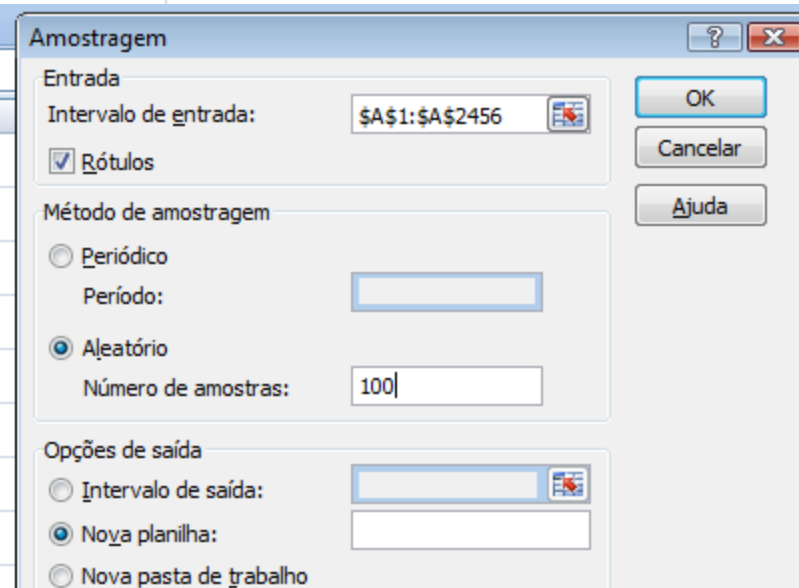 Amostragem
Entrada
Intervalo de entrada: $A$1:$A$2456
Rótulos
OK
Cancelar
Ajuda
Método de amostragem
Periódico
Período:
Aleatório
Número de amostras: 100
Opções de saída
Intervalo de saída:
Nova planilha:
Nova pasta de trabalho